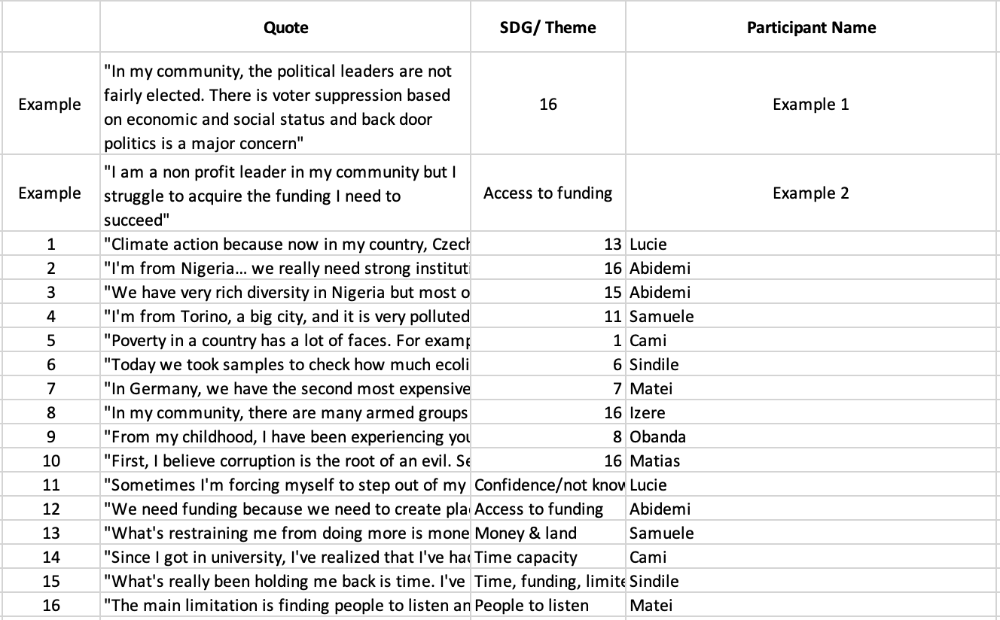 Quote SDG/ Theme Participant Name
Example
"In my community, the political leaders are not
fairly elected. There is voter suppression based
on economic and social status and back door
politics is a major concern"
16
Example 1
Example
"I am a non profit leader in my community but I
struggle to acquire the funding I need to
succeed"
Access to funding
Example 2
1 "Climate action because now in my country, Czech 13 Lucie
2 "I'm from Nigeria... we really need strong instituti 16 Abidemi
3 "We have very rich diversity in Nigeria but most o 15 Abidemi
4 "I'm from Torino, a big city, and it is very polluted 11 Samuele
5 "Poverty in a country has a lot of faces. For examp 1 Cami
6 "Today we took samples to check how much ecoli 6 Sindile
7 "In Germany, we have the second most expensive 7 Matei
8 "In my community, there are many armed groups 16 Izere
9 "From my childhood, I have been experiencing you 8 Obanda
10 "First, I believe corruption is the root of an evil. Se 16 Matias
11 "Sometimes I'm forcing myself to step out of my Confidence/not know Lucie
12 "We need funding because we need to create pla Access to funding Abidemi
13 "What's restraining me from doing more is mone Money & land Samuele
14 "Since I got in university, I've realized that I've had Time capacity Cami
15 "What's really been holding me back is time. I've Time, funding, limite Sindile
16 "The main limitation is finding people to listen an People to listen Matei